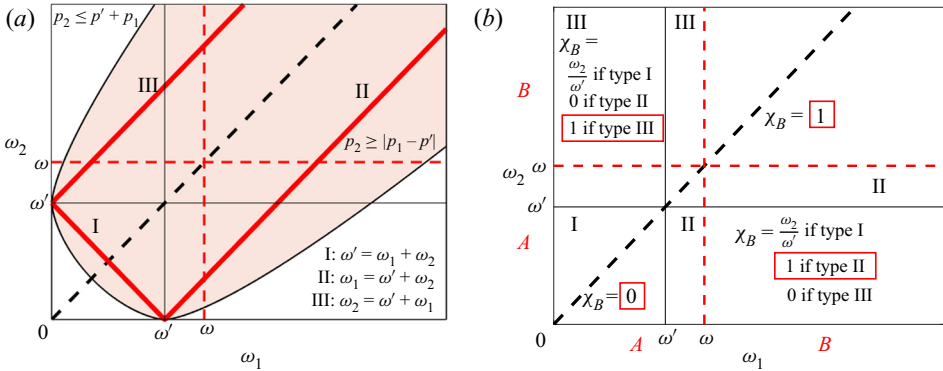 (a)
p₂ ≤ p′ + p₁
III
II
ω₂
ω
p₂ ≥ |p₁ − p′|
ω′
I
I: ω′ = ω₁ + ω₂
II: ω₁ = ω′ + ω₂
III: ω₂ = ω′ + ω₁
0
ω′
ω
ω₁
(b)
III
III
χ_B =
ω₂/ω′ if type I
0 if type II
1 if type III
B
χ_B = 1
ω₂
ω
II
ω′
I
II
χ_B = ω₂/ω′ if type I
1 if type II
0 if type III
A
χ_B = 0
0
A
ω′
ω
ω₁
B